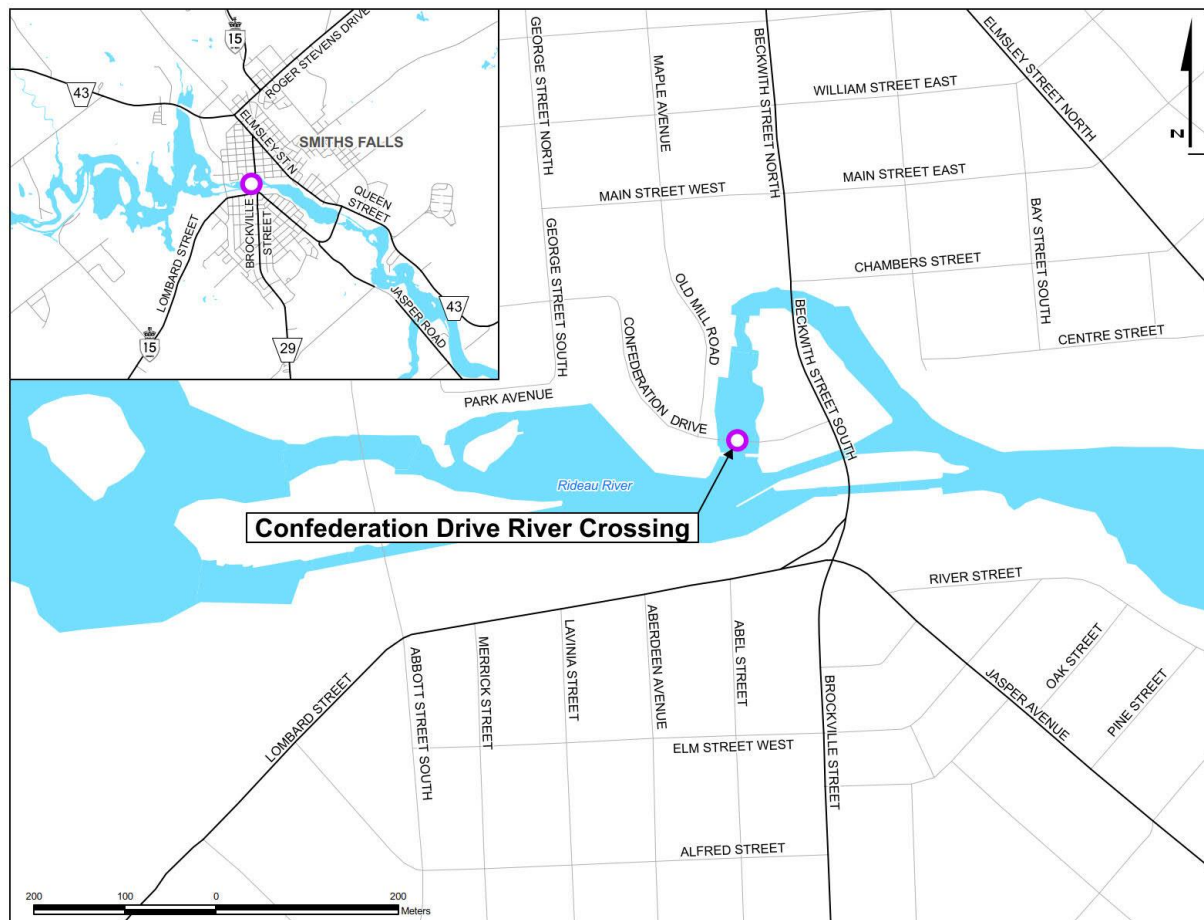 15
ROGER STEVENS DRIVE
43
ELMSLEY ST.N
SMITHS FALLS
QUEEN
STREET
BROCKVILLE
STREET
LOMBARD STREET
JASPER ROAD
43
15
29
GEORGE STREET NORTH
MAPLE AVENUE
BECKWITH STREET NORTH
ELMSLEY STREET NORTH
WILLIAM STREET EAST
N
MAIN STREET WEST
MAIN STREET EAST
GEORGE STREET SOUTH
BAY STREET SOUTH
CHAMBERS STREET
OLD MILL ROAD
CONFEDERATION DRIVE
BECKWITH STREET SOUTH
CENTRE STREET
PARK AVENUE
Rideau River
Confederation Drive River Crossing
RIVER STREET
ABBOTT STREET SOUTH
MERRICK STREET
LAVINIA STREET
ABERDEEN AVENUE
ABEL STREET
BROCKVILLE STREET
JASPER AVENUE
OAK STREET
PINE STREET
LOMBARD STREET
ELM STREET WEST
ALFRED STREET
200 100 0 200
Meters